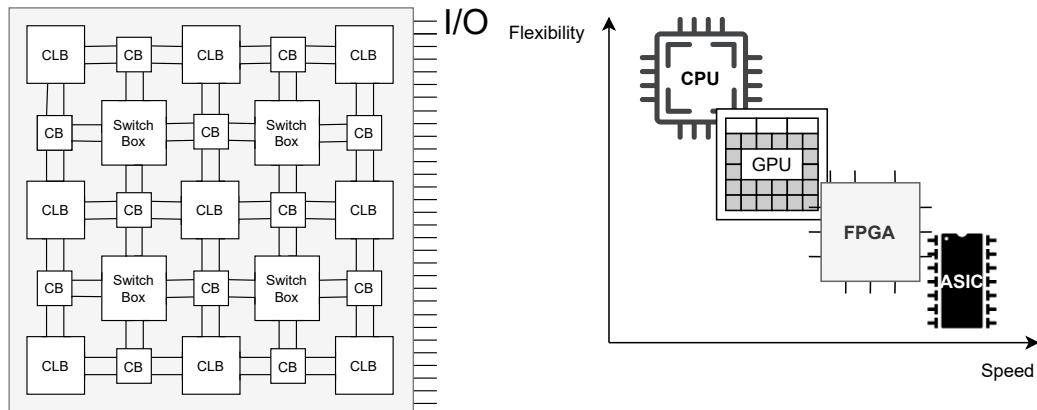 I/O
CLB CB CLB CB CLB
CB
Switch
Box
CB
Switch
Box
CB
CLB CB CLB CB CLB
CB
Switch
Box
CB
Switch
Box
CB
CLB CB CLB CB CLB
Flexibility
CPU
GPU
FPGA
ASIC
Speed